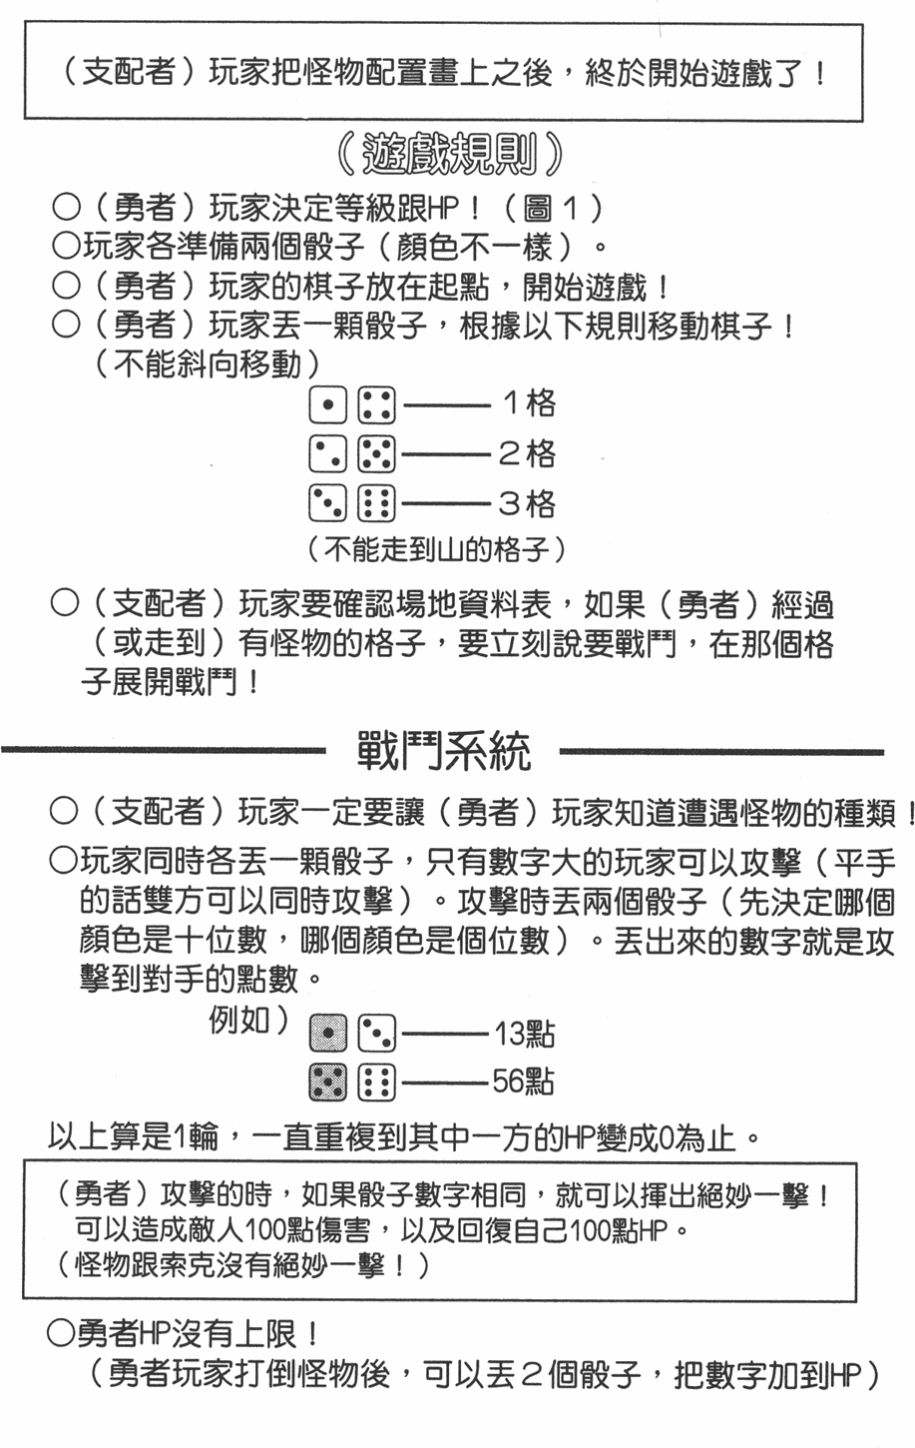 （支配者）玩家把怪物配置畫上之後，終於開始遊戲了！
（遊戲規則）
○（勇者）玩家決定等級跟HP！（圖1）
○玩家各準備兩個骰子（顏色不一樣）。
○（勇者）玩家的棋子放在起點，開始遊戲！
○（勇者）玩家丟一顆骰子，根據以下規則移動棋子！
（不能斜向移動）
1格
2格
3格
（不能走到山的格子）
○（支配者）玩家要確認場地資料表，如果（勇者）經過
（或走到）有怪物的格子，要立刻說要戰鬥，在那個格
子展開戰鬥！
戰鬥系統
○（支配者）玩家一定要讓（勇者）玩家知道遭遇怪物的種類！
○玩家同時各丟一顆骰子，只有數字大的玩家可以攻擊（平手
的話雙方可以同時攻擊）。攻擊時丟兩個骰子（先決定哪個
顏色是十位數，哪個顏色是個位數）。丟出來的數字就是攻
擊到對手的點數。
例如）
13點
56點
以上算是1輪，一直重複到其中一方的HP變成0為止。
（勇者）攻擊的時，如果骰子數字相同，就可以揮出絕妙一擊！
可以造成敵人100點傷害，以及回復自己100點HP。
（怪物跟索克沒有絕妙一擊！）
○勇者HP沒有上限！
（勇者玩家打倒怪物後，可以丟2個骰子，把數字加到HP）